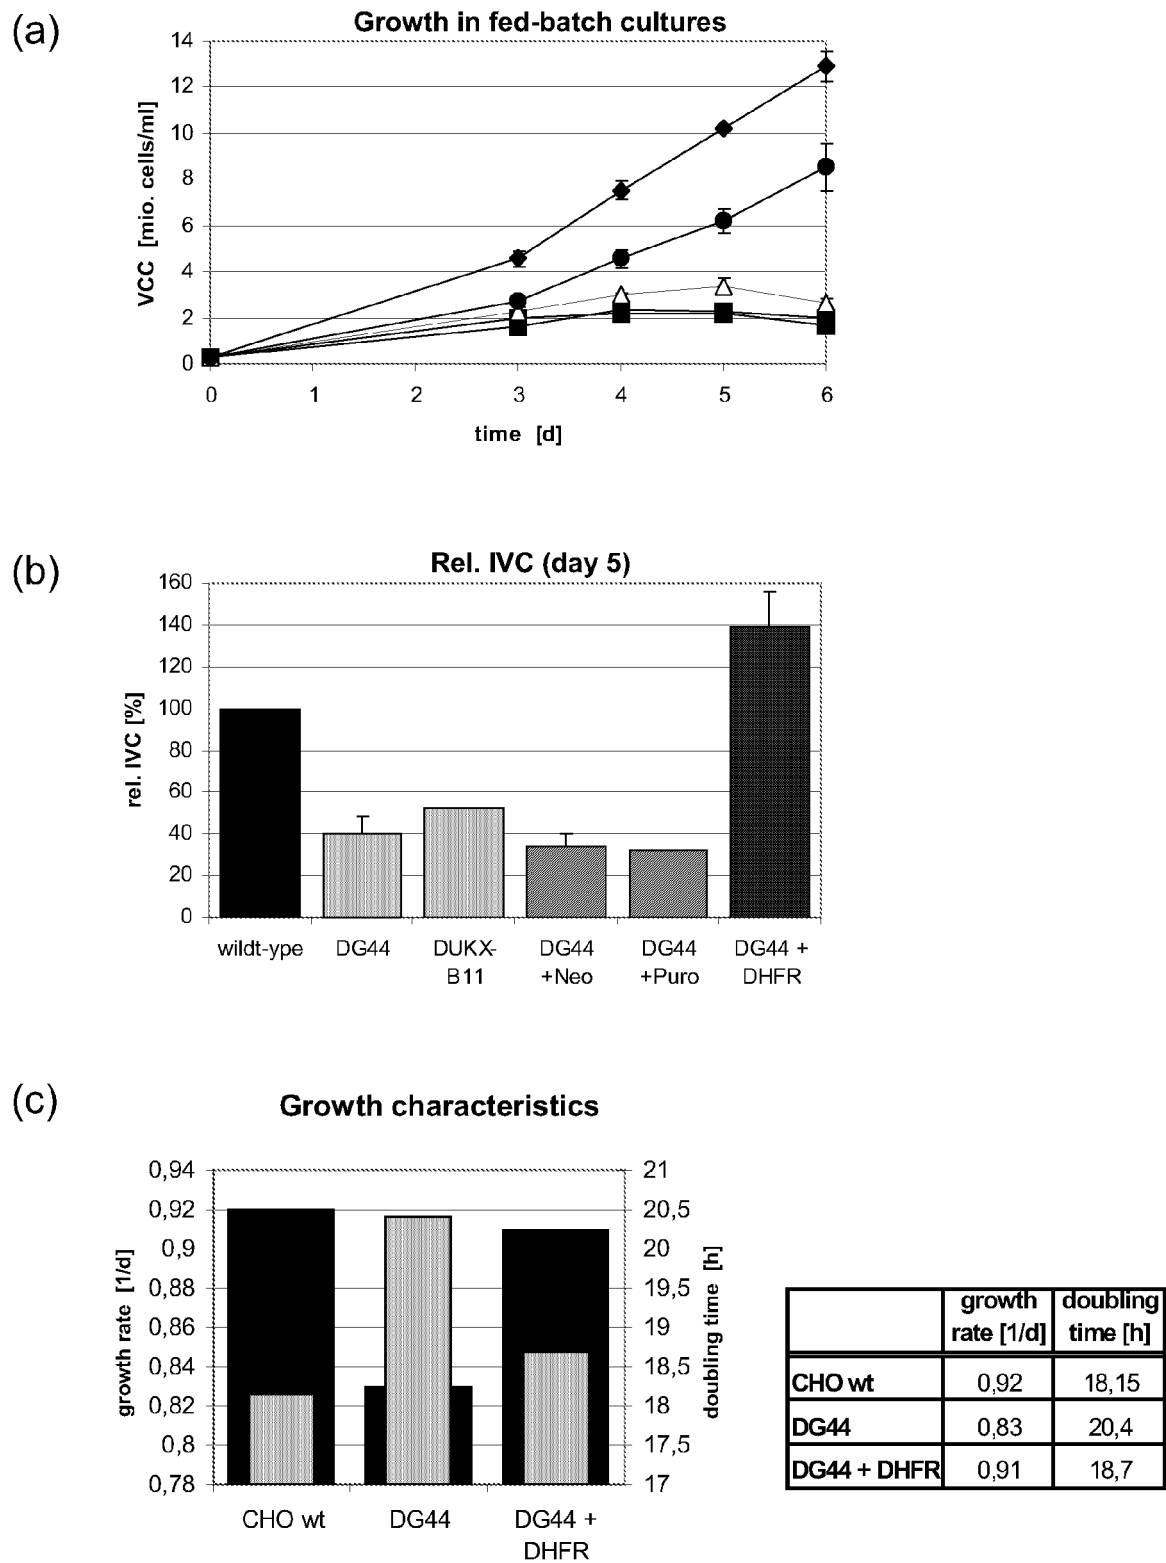 (a)
Growth in fed-batch cultures
VCC [mio. cells/ml]
14
12
10
8
6
4
2
0
0 1 2 3 4 5 6
time [d]
(b)
Rel. IVC (day 5)
rel. IVC [%]
160
140
120
100
80
60
40
20
0
wildt-ype DG44 DUKX- DG44 DG44 DG44 +
B11 +Neo +Puro DHFR
(c)
Growth characteristics
growth rate [1/d]
0,94
0,92
0,9
0,88
0,86
0,84
0,82
0,8
0,78
21
20,5
20
19,5
19
18,5
18
17,5
17
doubling time [h]
CHO wt DG44 DG44 +
DHFR
growth doubling
rate [1/d] time [h]
CHO wt 0,92 18,15
DG44 0,83 20,4
DG44 + DHFR 0,91 18,7